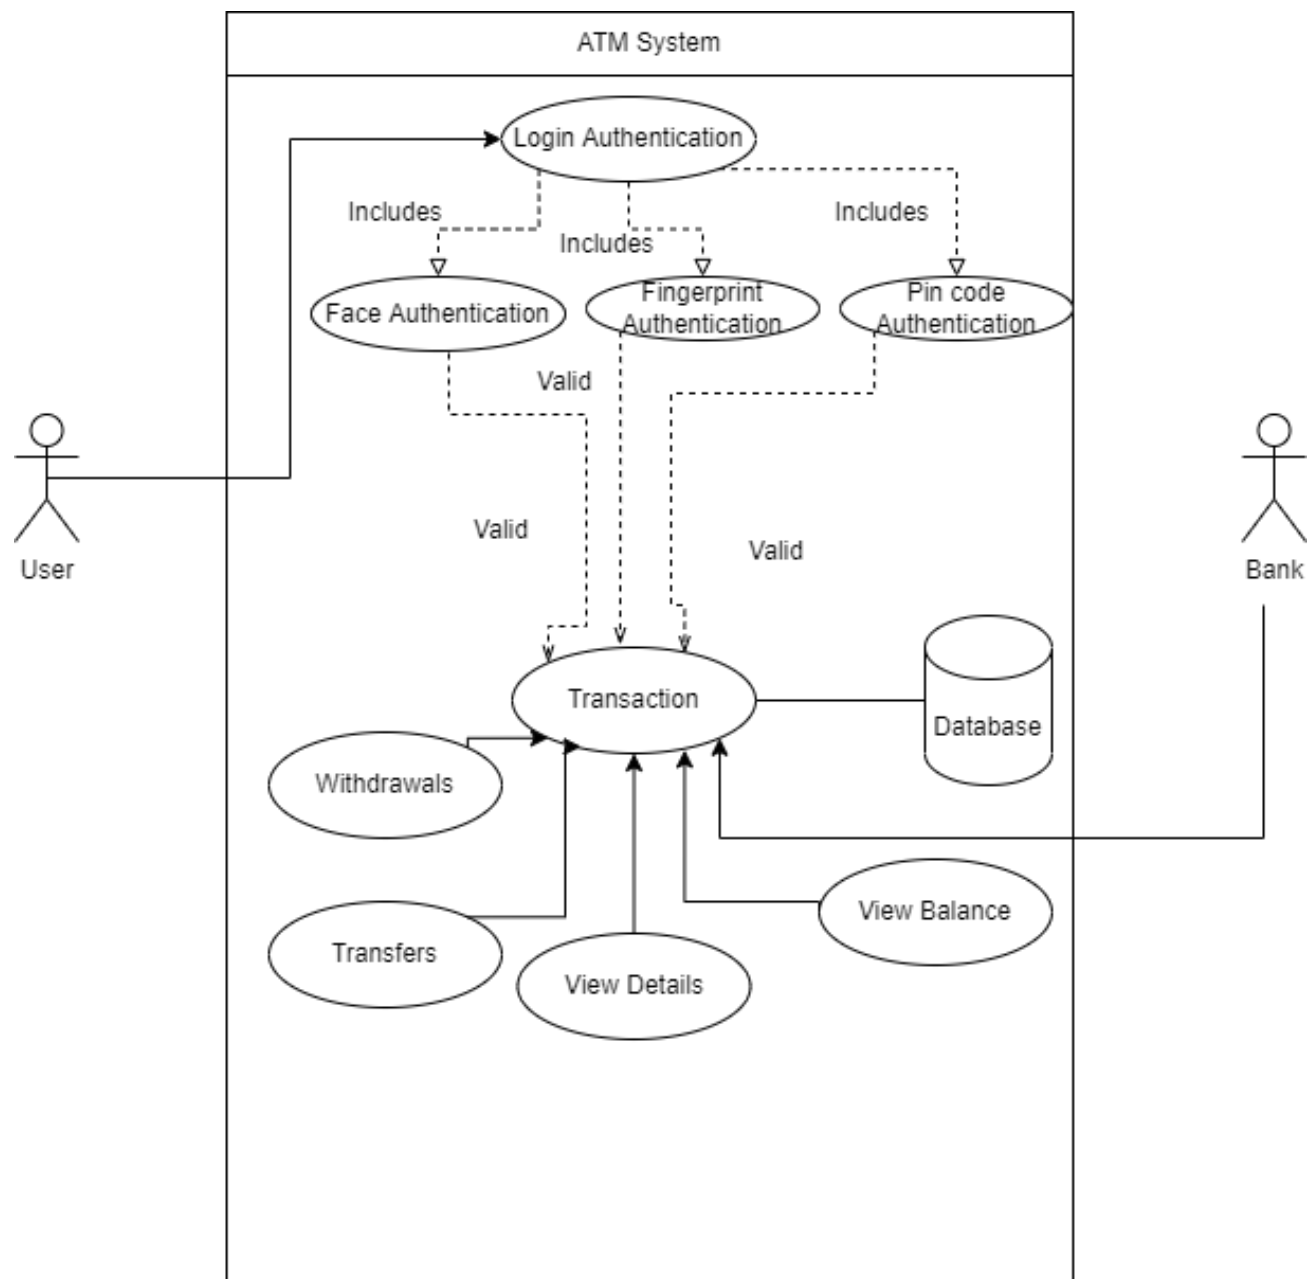 ATM System
Login Authentication
Includes
Includes
Includes
Face Authentication
Fingerprint
Authentication
Pin code
Authentication
Valid
Valid
Valid
User
Bank
Transaction
Database
Withdrawals
View Balance
Transfers
View Details